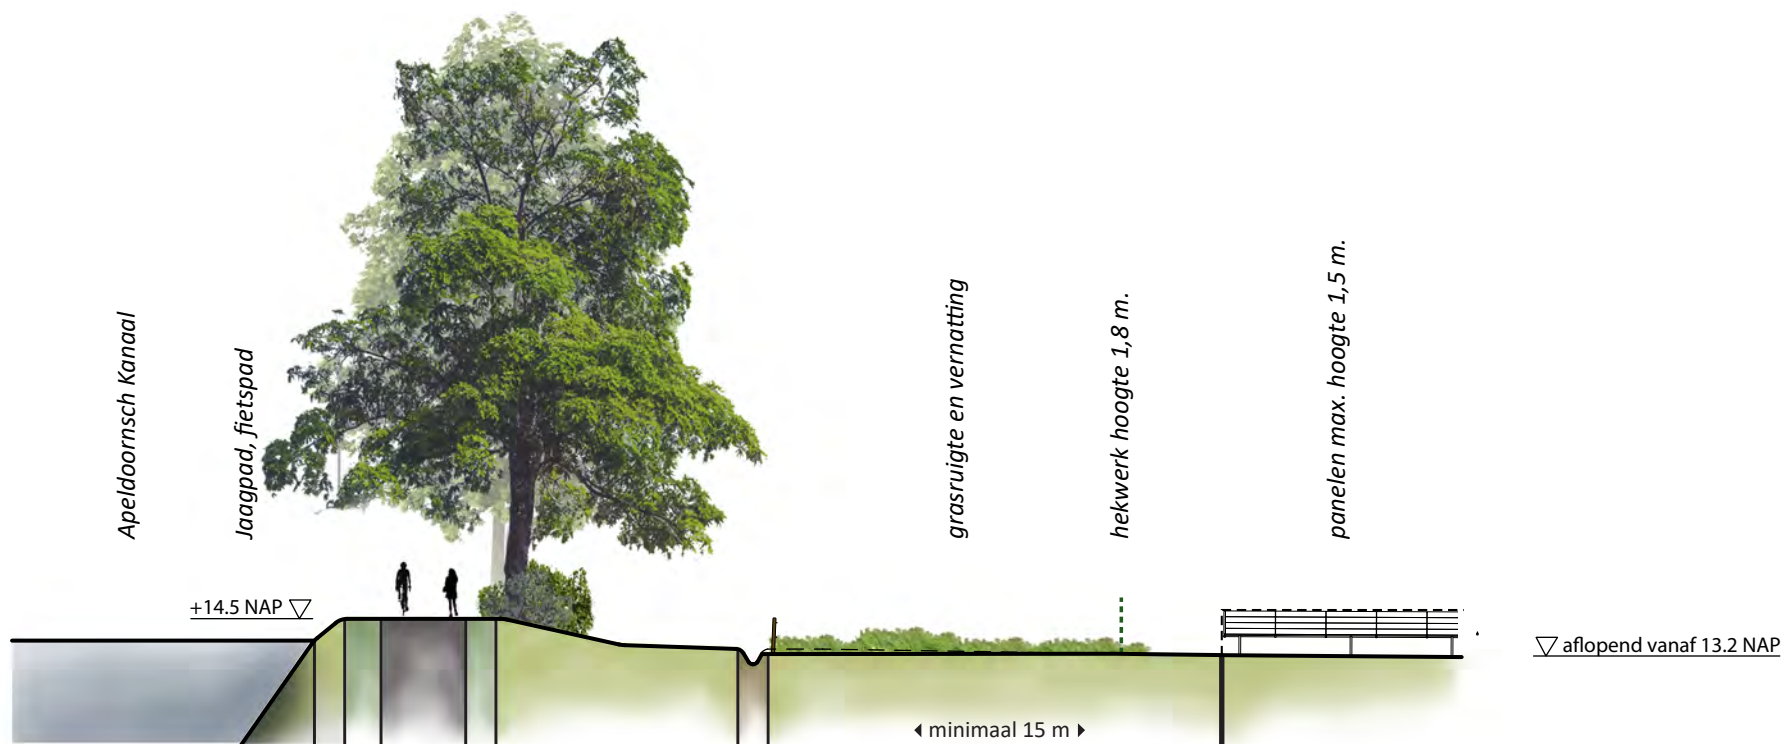 Apeldoornsch Kanaal
Jaagpad, fietspad
grasruigte en vernatting
hekwerk hoogte 1,8 m.
panelen max. hoogte 1,5 m.
+14.5 NAP
aflopend vanaf 13.2 NAP
minimaal 15 m